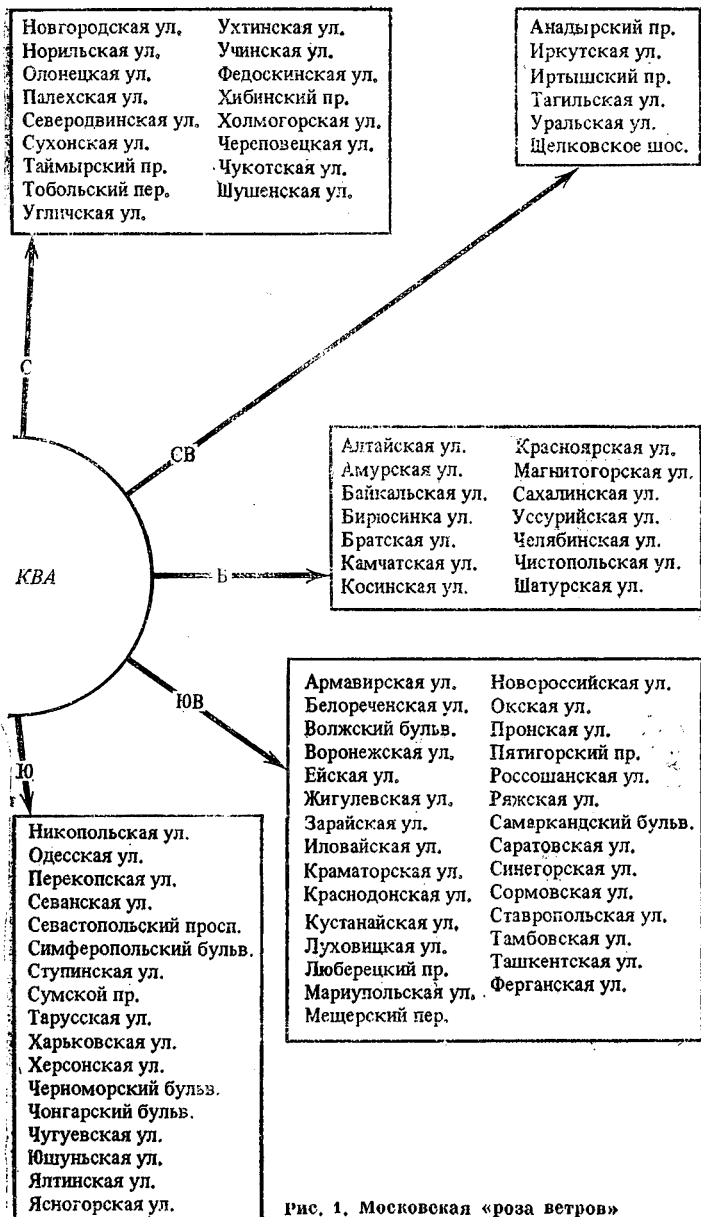 Новгородская ул.
Норильская ул.
Олонецкая ул.
Палехская ул.
Северодвинская ул.
Сухонская ул.
Таймырский пр.
Тобольский пер.
Угличская ул.
Ухтинская ул.
Учинская ул.
Федоскинская ул.
Хибинский пр.
Холмогорская ул.
Череповецкая ул.
Чукотская ул.
Шушенская ул.
Анадырский пр.
Иркутская ул.
Иртышский пр.
Тагильская ул.
Уральская ул.
Щелковское шос.
С
СВ
КВА
Б
ЮВ
Ю
Алтайская ул.
Амурская ул.
Байкальская ул.
Бирюсинка ул.
Братская ул.
Камчатская ул.
Косинская ул.
Красноярская ул.
Магнитогорская ул.
Сахалинская ул.
Уссурийская ул.
Челябинская ул.
Чистопольская ул.
Шатурская ул.
Армавирская ул.
Белореченская ул.
Волжский бульв.
Воронежская ул.
Ейская ул.
Жигулевская ул.
Зарайская ул.
Иловайская ул.
Краматорская ул.
Краснодонская ул.
Кустанайская ул.
Луховицкая ул.
Люберецкий пр.
Мариупольская ул.
Мещерский пер.
Новороссийская ул.
Окская ул.
Пронская ул.
Пятигорский пр.
Россошанская ул.
Ряжская ул.
Самаркандский бульв.
Саратовская ул.
Синегорская ул.
Сормовская ул.
Ставропольская ул.
Тамбовская ул.
Ташкентская ул.
Ферганская ул.
Никопольская ул.
Одесская ул.
Перекопская ул.
Севанская ул.
Севастопольский просп.
Симферопольский бульв.
Ступинская ул.
Сумской пр.
Тарусская ул.
Харьковская ул.
Херсонская ул.
Черноморский бульв.
Чонгарский бульв.
Чугуевская ул.
Юшуньская ул.
Ялтинская ул.
Ясногорская ул.
Рис. 1. Московская «роза ветров»